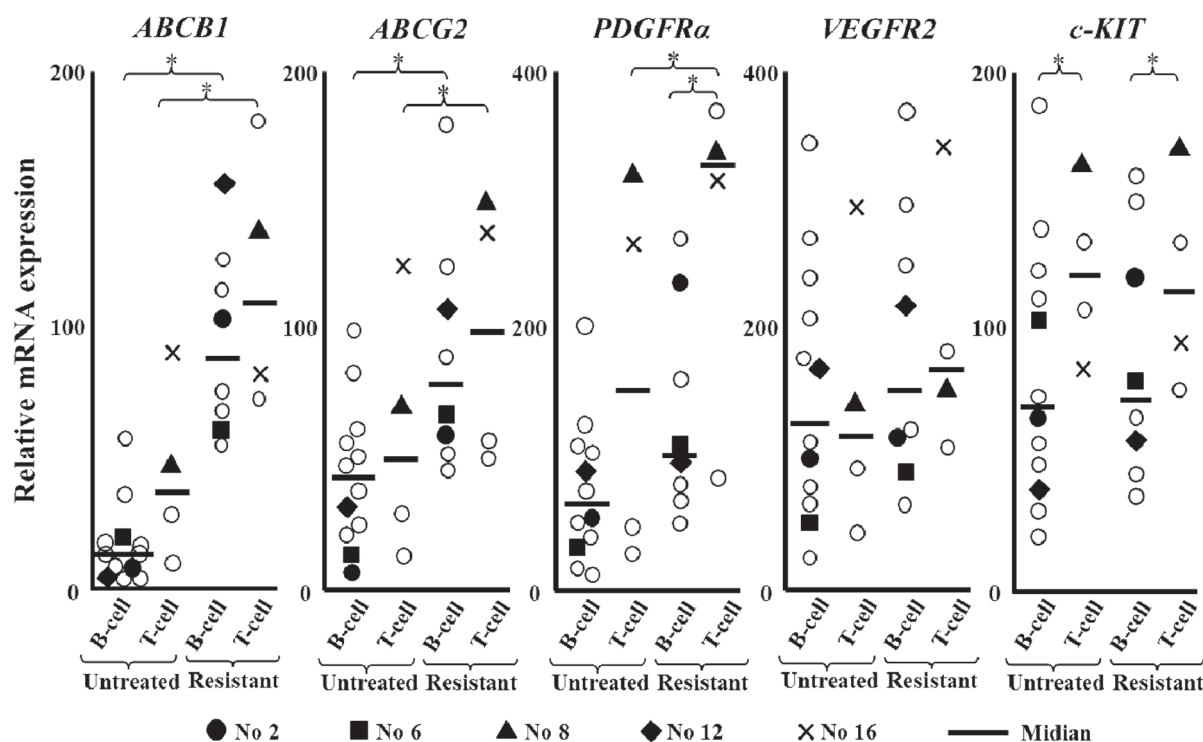 ABCB1 ABCG2 PDGFRα VEGFR2 c-KIT
200 200 400 400 200
* * * * * * * *
Relative mRNA expression
100 100 200 200 100
0 0 0 0 0
B-cell T-cell B-cell T-cell B-cell T-cell B-cell T-cell B-cell T-cell B-cell T-cell B-cell T-cell B-cell T-cell B-cell T-cell B-cell T-cell
Untreated Resistant Untreated Resistant Untreated Resistant Untreated Resistant Untreated Resistant
No 2 No 6 No 8 No 12 No 16 Midian